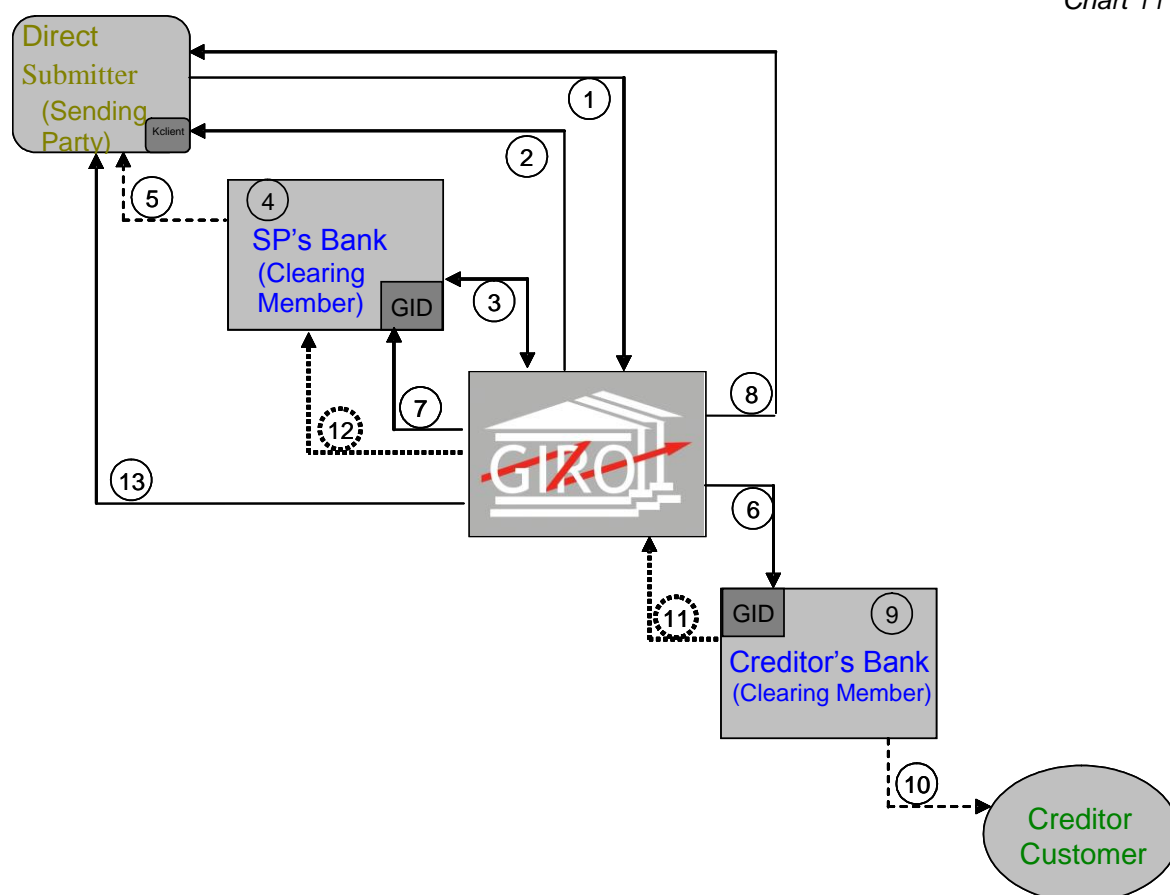 Chart 11
Direct
Submitter
(Sending
Party)
Kclient
1
2
5
4
SP's Bank
(Clearing
Member)
GID
3
7
8
12
GIRO
13
6
11
GID
9
Creditor's Bank
(Clearing Member)
10
Creditor
Customer